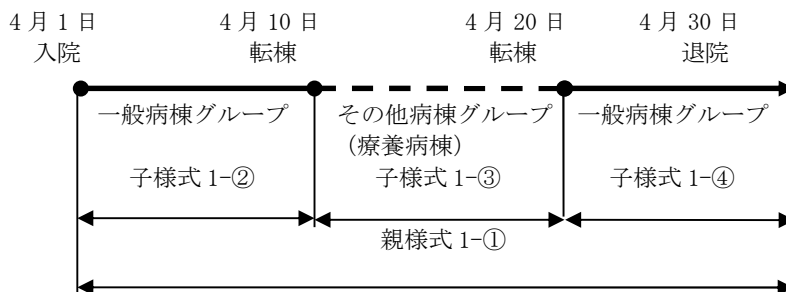 4月1日 4月10日 4月20日 4月30日
入院 転棟 転棟 退院
一般病棟グループ その他病棟グループ 一般病棟グループ
(療養病棟)
子様式 1-② 子様式 1-③ 子様式 1-④
親様式 1-①